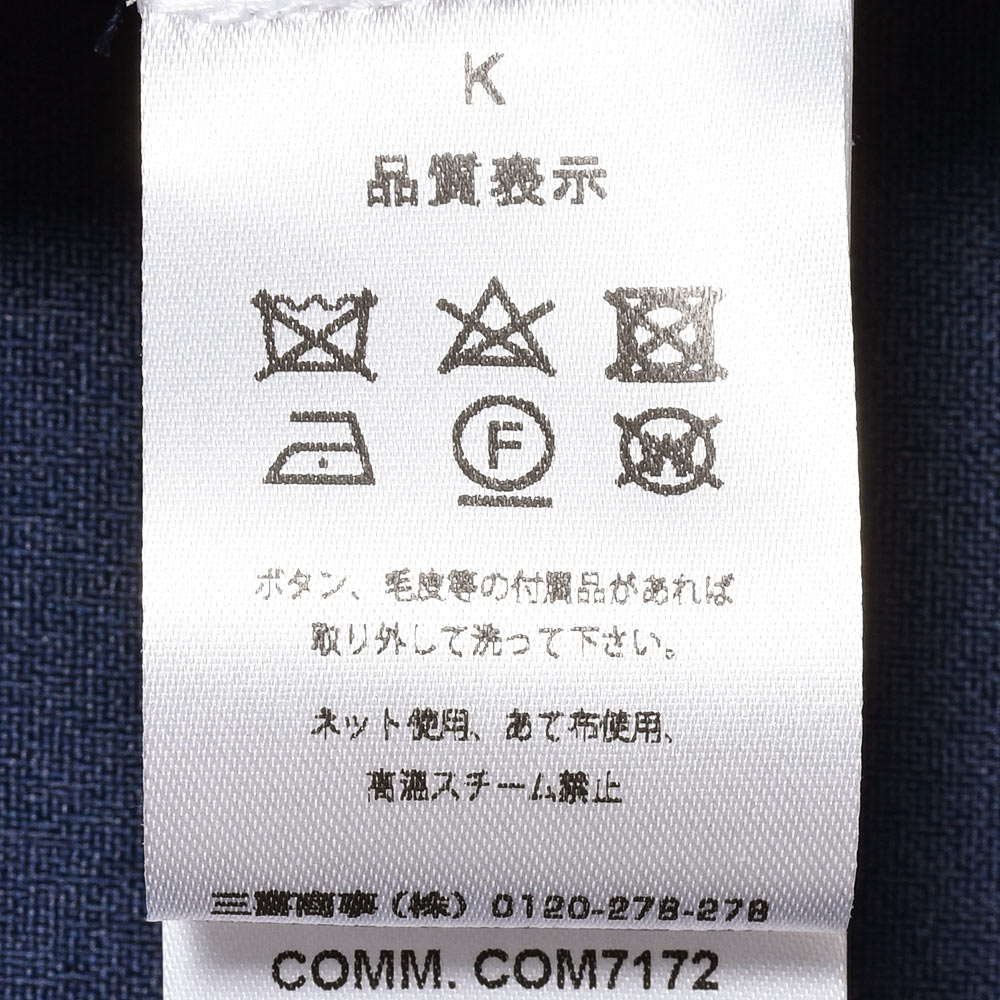 K
品質表示
F
W
ボタン、毛皮等の付属品があれば
取り外して洗って下さい。
ネット使用、あて布使用、
高温スチーム禁止
三喜商事(株) 0120-278-278
COMM. COM7172